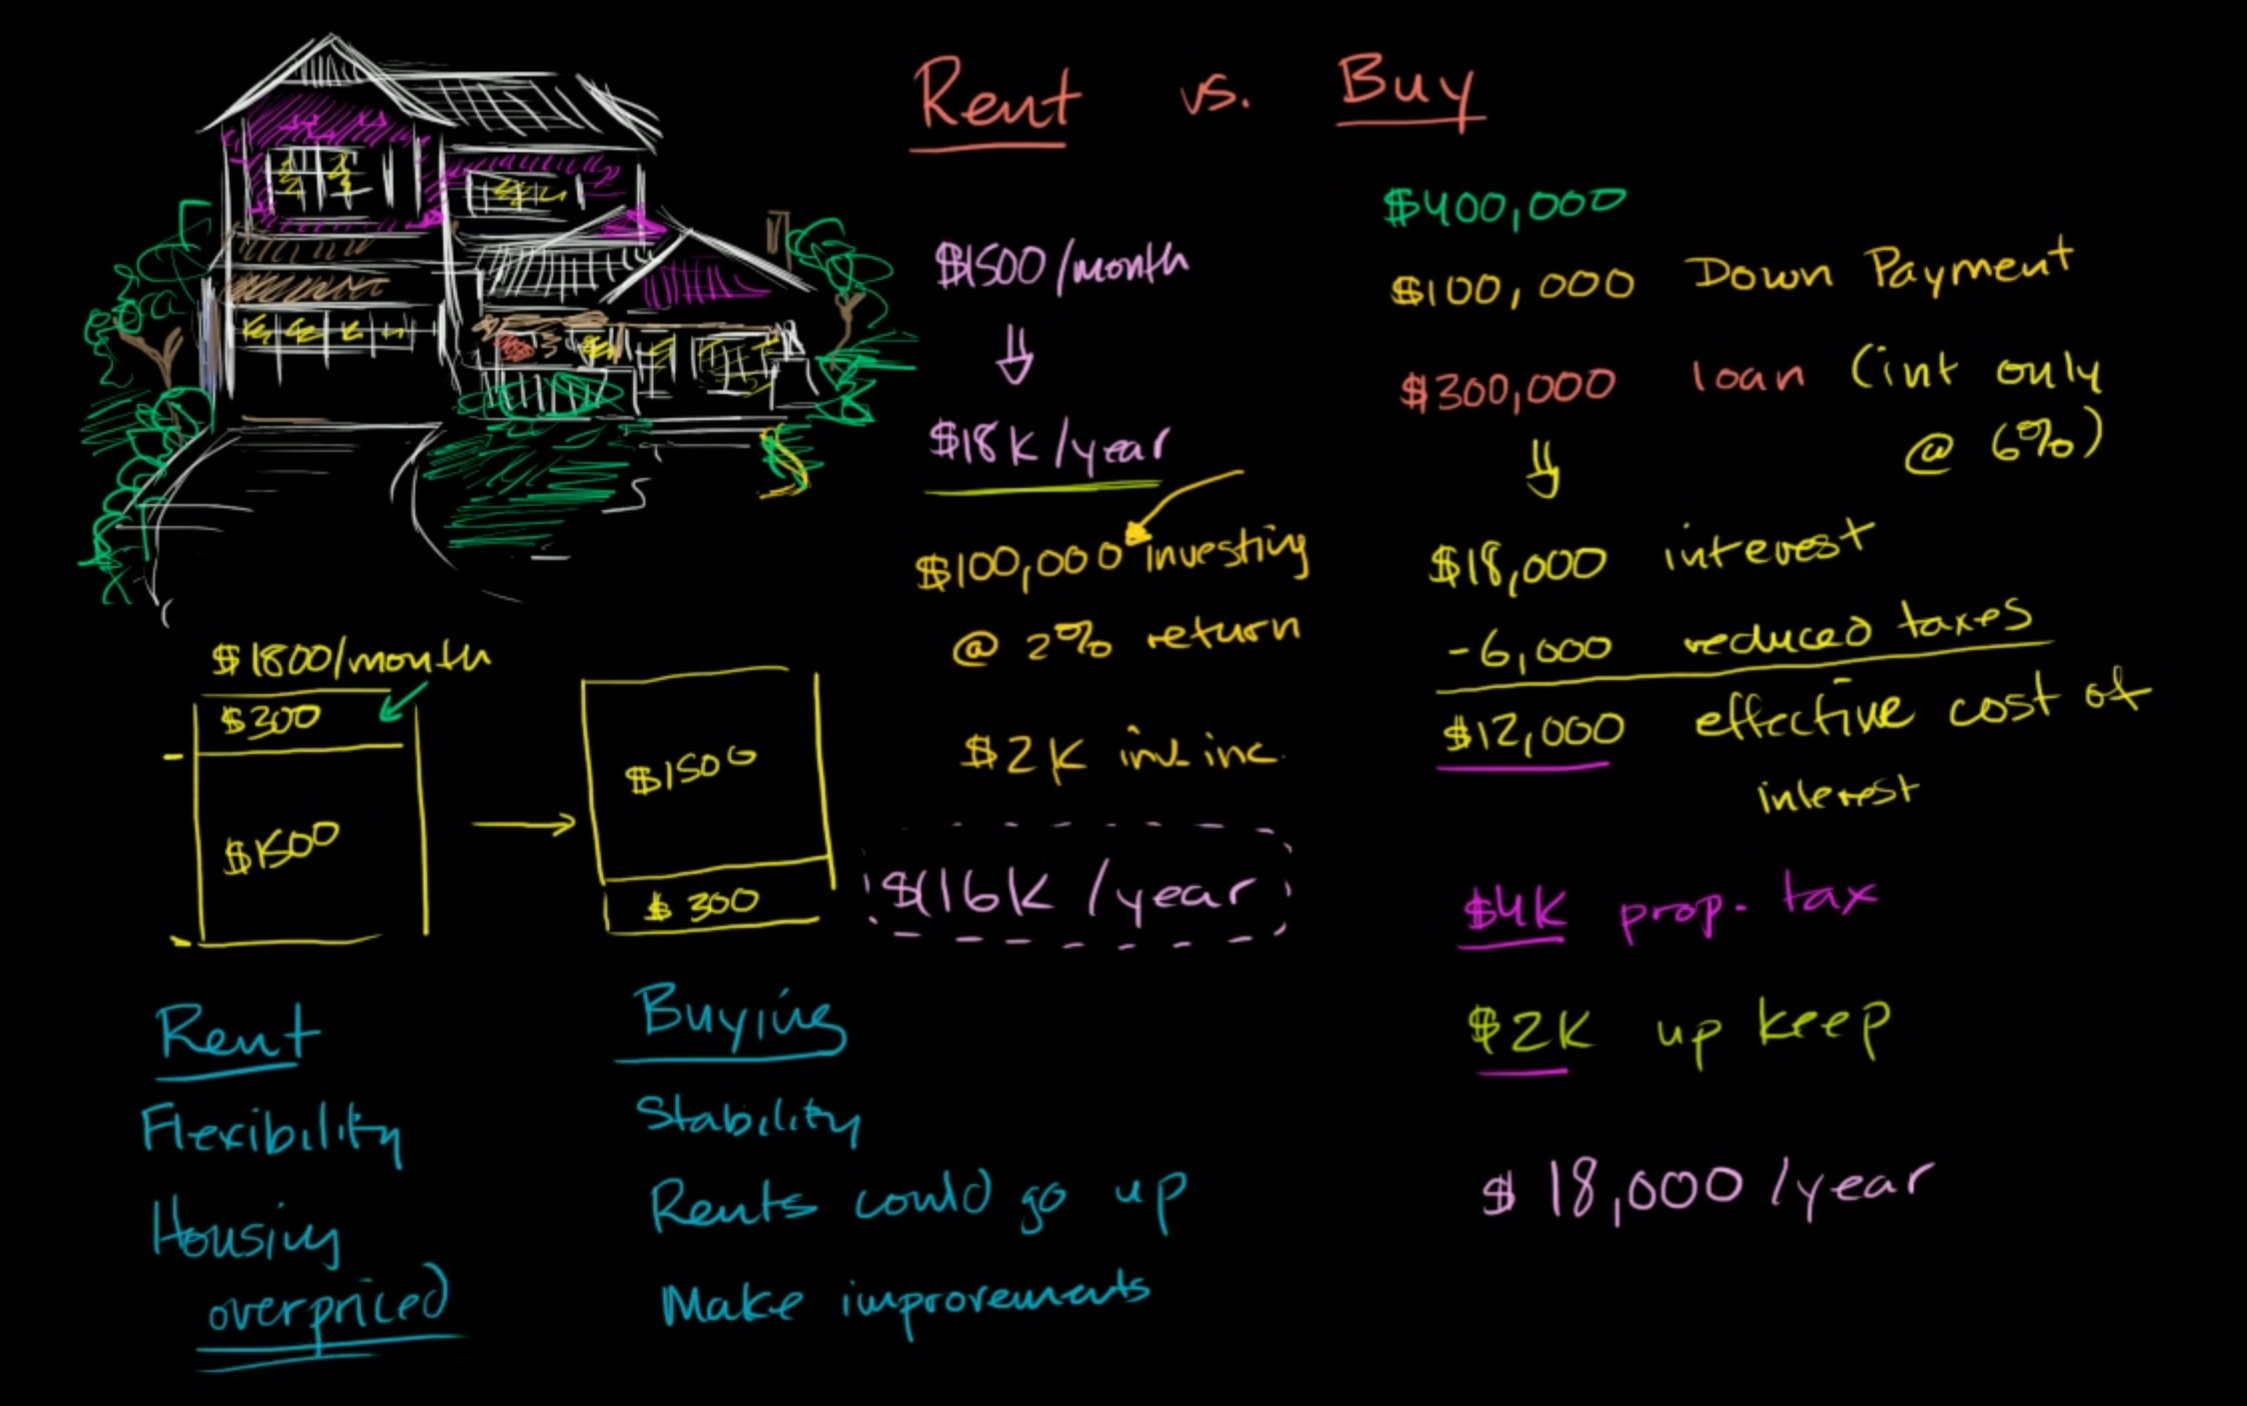 Rent vs. Buy
$1500/month
$18K/year
$100,000 investing
@ 2% return
$2K inv. inc.
$16K/year
$400,000
$100,000 Down Payment
$300,000 loan (int only
@ 6%)
$18,000 interest
-6,000 reduced taxes
$12,000 effective cost of
interest
$4K prop. tax
$2K up keep
$18,000/year
$1800/month
$300
$1500
$1500
$300
Rent
Flexibility
Housing
overpriced
Buying
Stability
Rents could go up
Make improvements